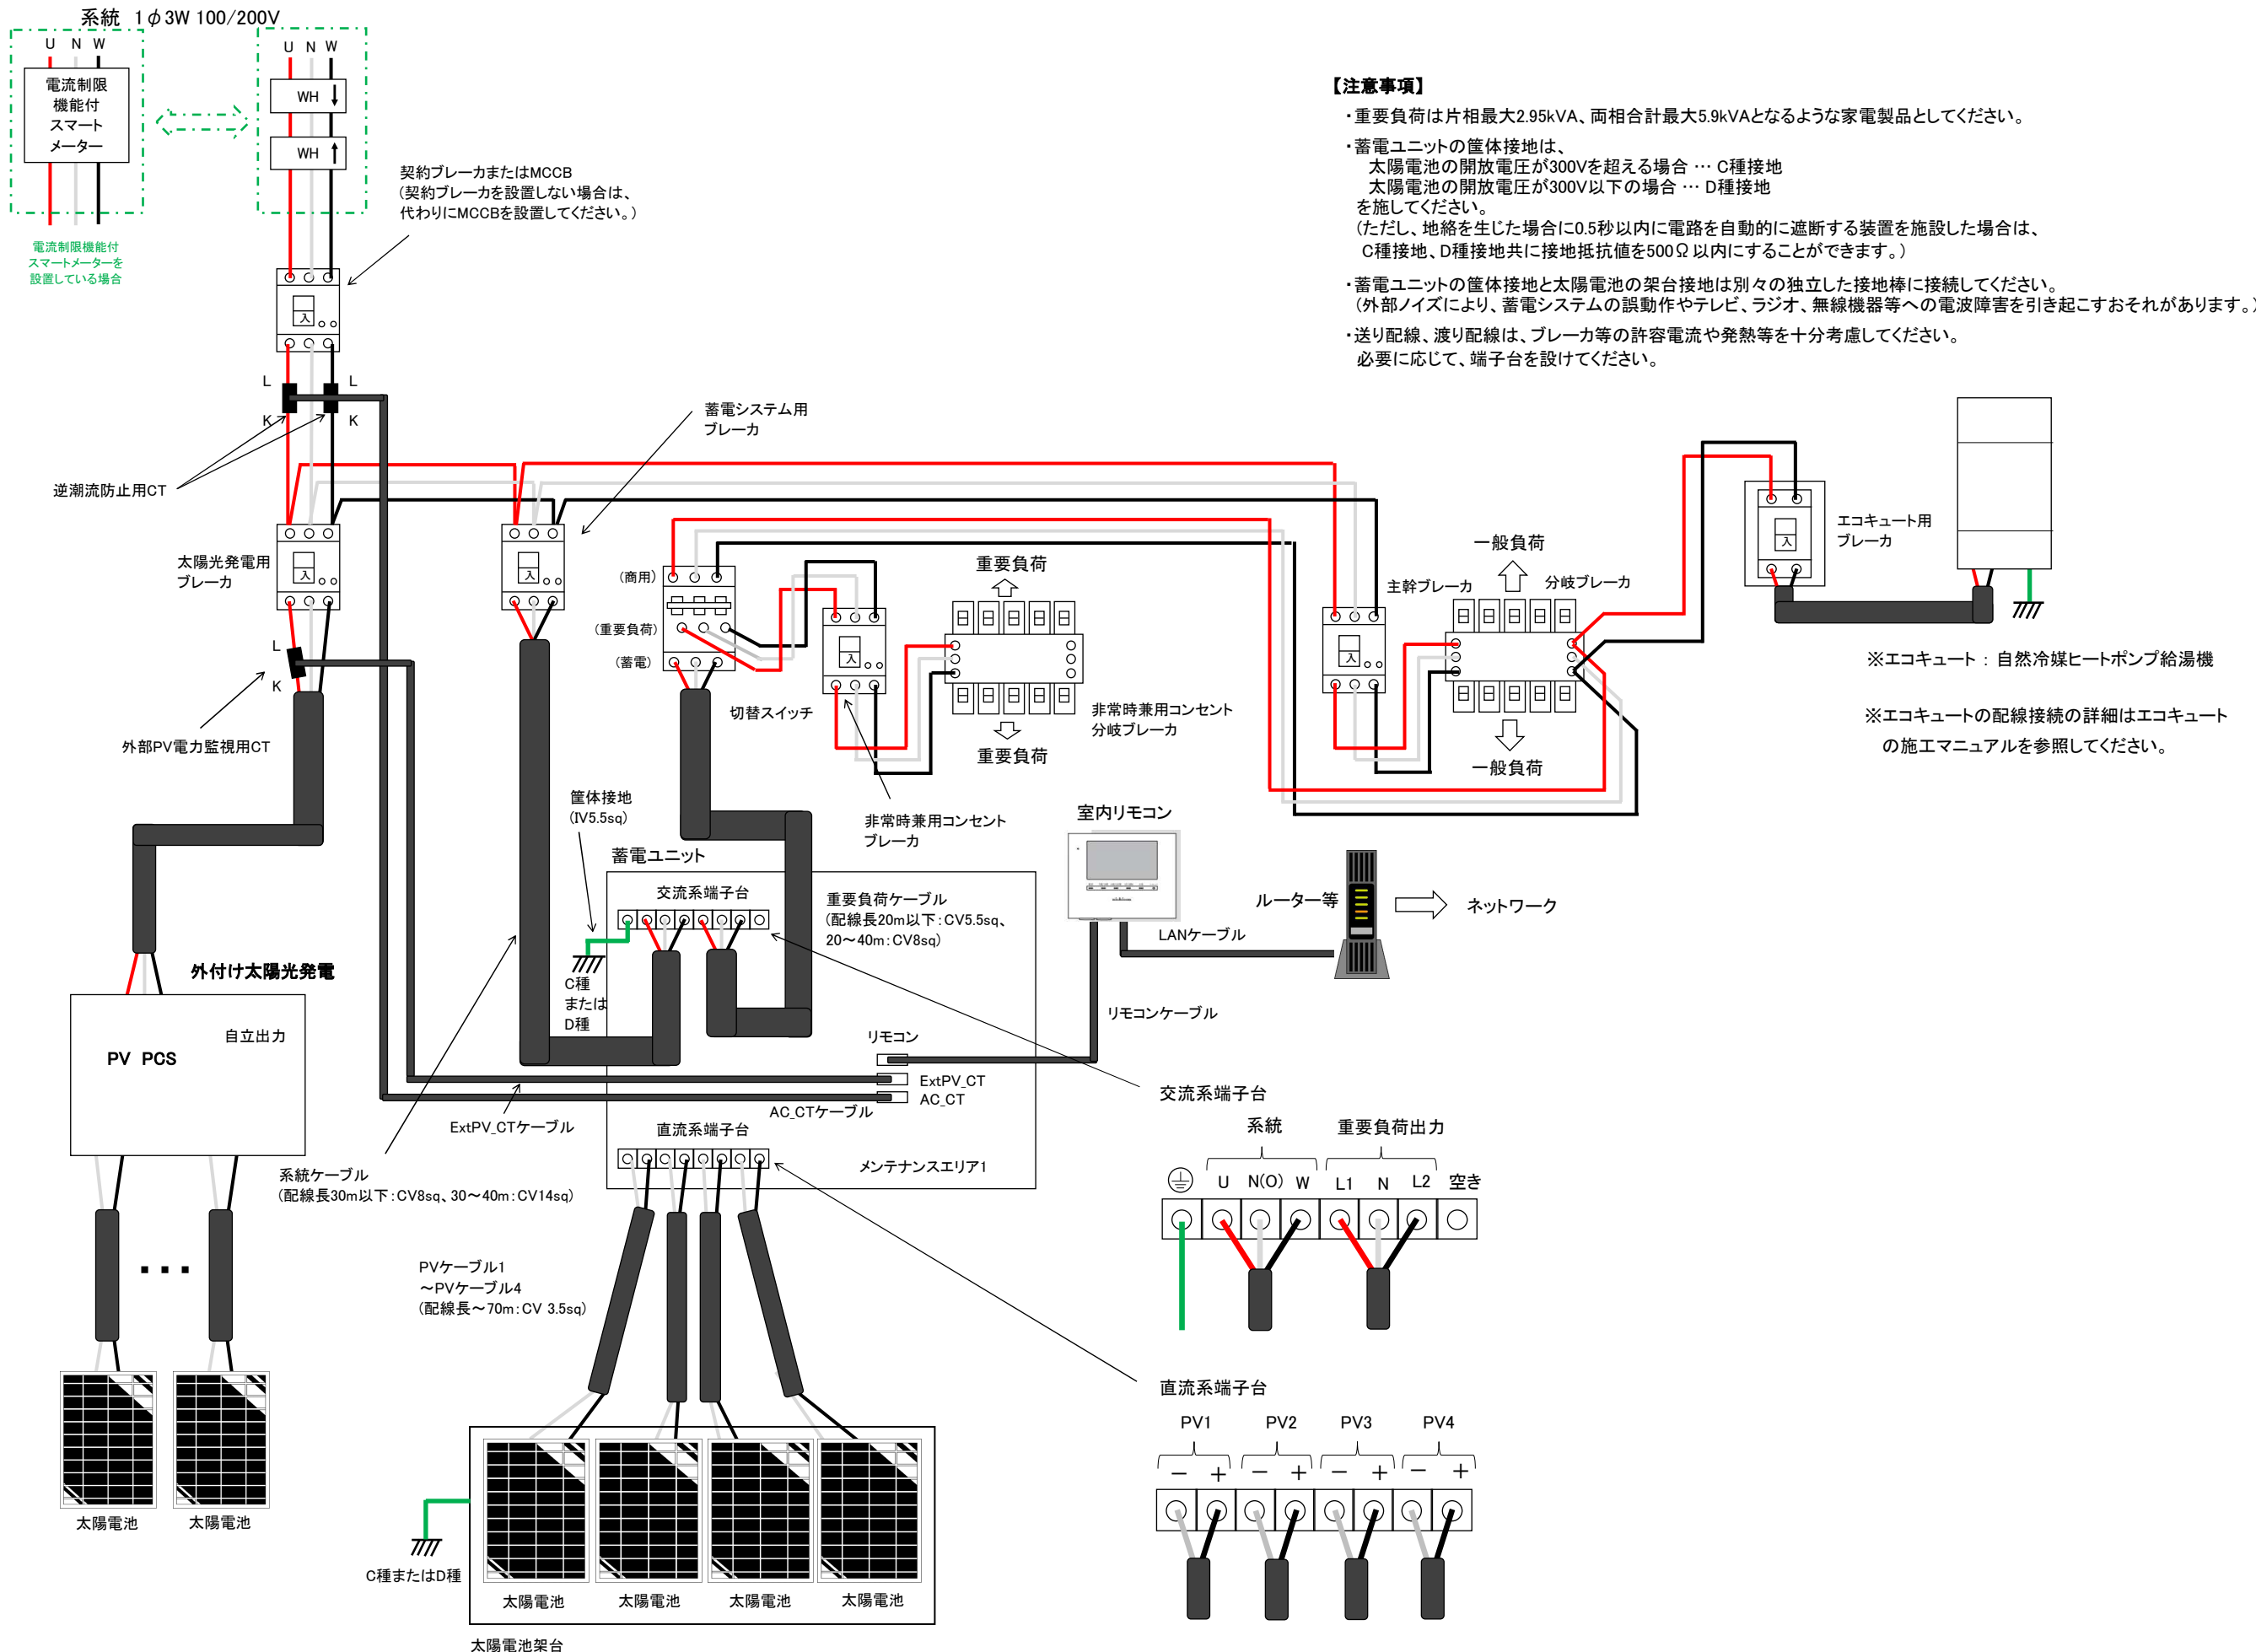 系統 1φ3W 100/200V
U N W
電流制限
機能付
スマート
メーター
U N W
WH
WH
電流制限機能付
スマートメーターを
設置している場合
契約ブレーカまたはMCCB
(契約ブレーカを設置しない場合は、
代わりにMCCBを設置してください。)
入
【注意事項】
・重要負荷は片相最大2.95kVA、両相合計最大5.9kVAとなるような家電製品としてください。
・蓄電ユニットの筐体接地は、
太陽電池の開放電圧が300Vを超える場合 … C種接地
太陽電池の開放電圧が300V以下の場合 … D種接地
を施してください。
(ただし、地絡を生じた場合に0.5秒以内に電路を自動的に遮断する装置を施設した場合は、
C種接地、D種接地共に接地抵抗値を500Ω以内にすることができます。)
・蓄電ユニットの筐体接地と太陽電池の架台接地は別々の独立した接地棒に接続してください。
(外部ノイズにより、蓄電システムの誤動作やテレビ、ラジオ、無線機器等への電波障害を引き起こすおそれがあります。)
・送り配線、渡り配線は、ブレーカ等の許容電流や発熱等を十分考慮してください。
必要に応じて、端子台を設けてください。
L
L
K
K
逆潮流防止用CT
蓄電システム用
ブレーカ
太陽光発電用
ブレーカ
入
入
L
K
外部PV電力監視用CT
(商用)
(重要負荷)
(蓄電)
切替スイッチ
入
重要負荷
重要負荷
非常時兼用コンセント
分岐ブレーカ
非常時兼用コンセント
ブレーカ
主幹ブレーカ
入
一般負荷
分岐ブレーカ
一般負荷
入
エコキュート用
ブレーカ
※エコキュート : 自然冷媒ヒートポンプ給湯機
※エコキュートの配線接続の詳細はエコキュート
の施工マニュアルを参照してください。
筐体接地
(IV5.5sq)
蓄電ユニット
交流系端子台
重要負荷ケーブル
(配線長20m以下:CV5.5sq、
20~40m:CV8sq)
C種
または
D種
室内リモコン
ルーター等
ネットワーク
LANケーブル
リモコンケーブル
リモコン
ExtPV_CT
AC_CT
AC_CTケーブル
ExtPV_CTケーブル
直流系端子台
メンテナンスエリア1
外付け太陽光発電
自立出力
PV PCS
系統ケーブル
(配線長30m以下:CV8sq、30~40m:CV14sq)
PVケーブル1
~PVケーブル4
(配線長~70m:CV 3.5sq)
・・・
太陽電池
太陽電池
C種またはD種
太陽電池
太陽電池
太陽電池
太陽電池
太陽電池架台
交流系端子台
系統
重要負荷出力
U N(O) W L1 N L2 空き
直流系端子台
PV1 PV2 PV3 PV4
− + − + − + − +